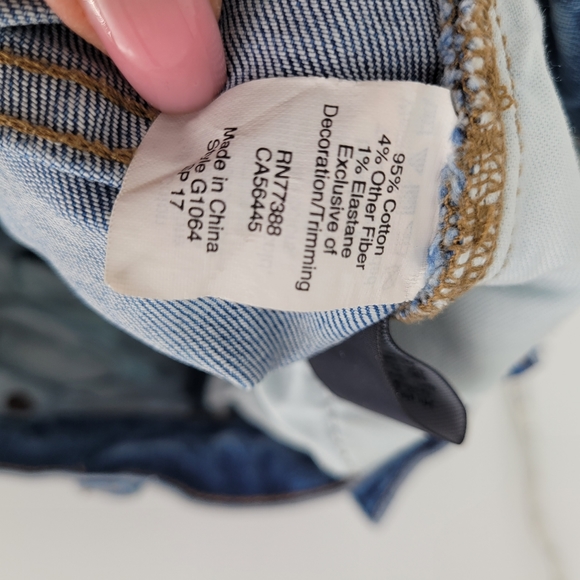 95% Cotton
4% Other Fiber
1% Elastane
Exclusive of
Decoration/Trimming
RN77388
CA56445
Made in China
Style G1064
17